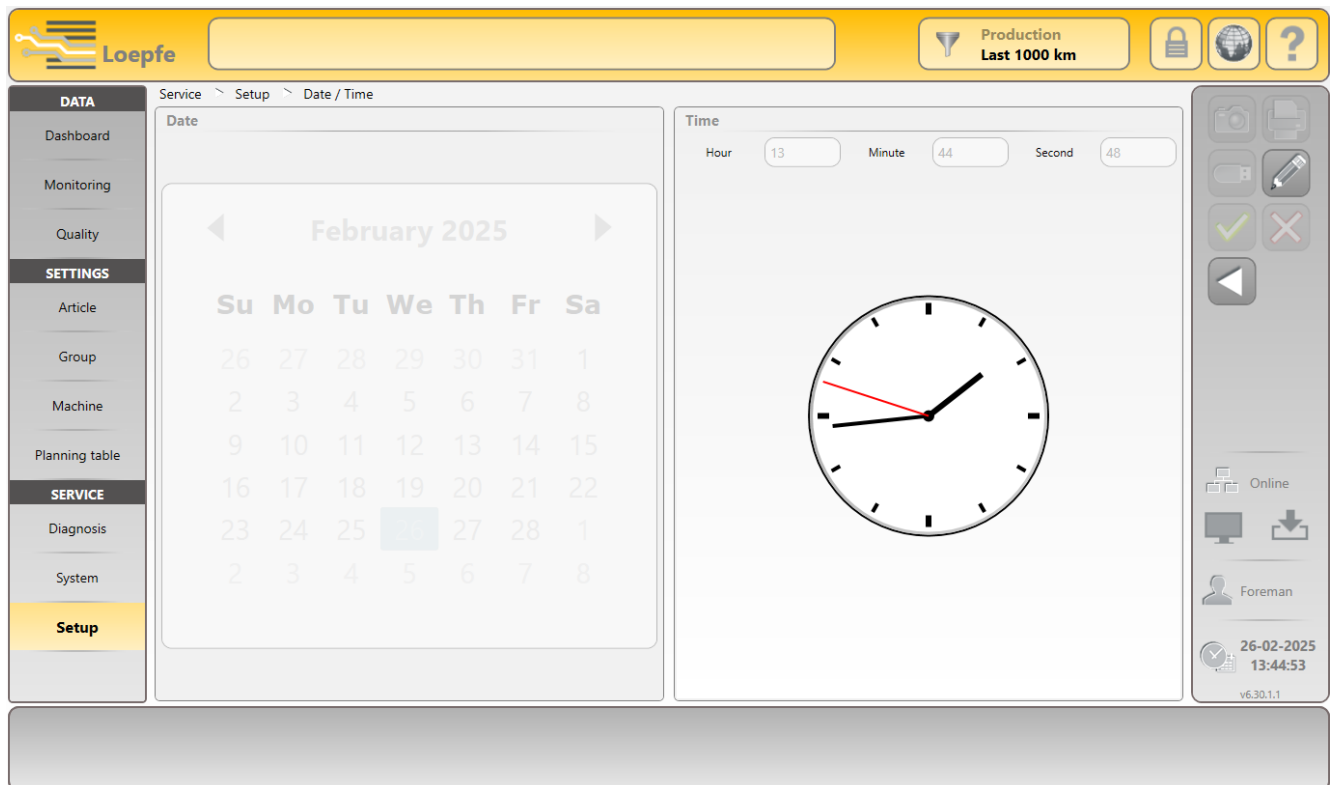 Loepfe
Production
Last 1000 km
?
DATA
Dashboard
Monitoring
Quality
SETTINGS
Article
Group
Machine
Planning table
SERVICE
Diagnosis
System
Setup
Service > Setup > Date / Time
Date
February 2025
Su Mo Tu We Th Fr Sa
26 27 28 29 30 31 1
2 3 4 5 6 7 8
9 10 11 12 13 14 15
16 17 18 19 20 21 22
23 24 25 26 27 28 1
2 3 4 5 6 7 8
Time
Hour 13 Minute 44 Second 48
Online
Foreman
26-02-2025
13:44:53
v6.30.1.1